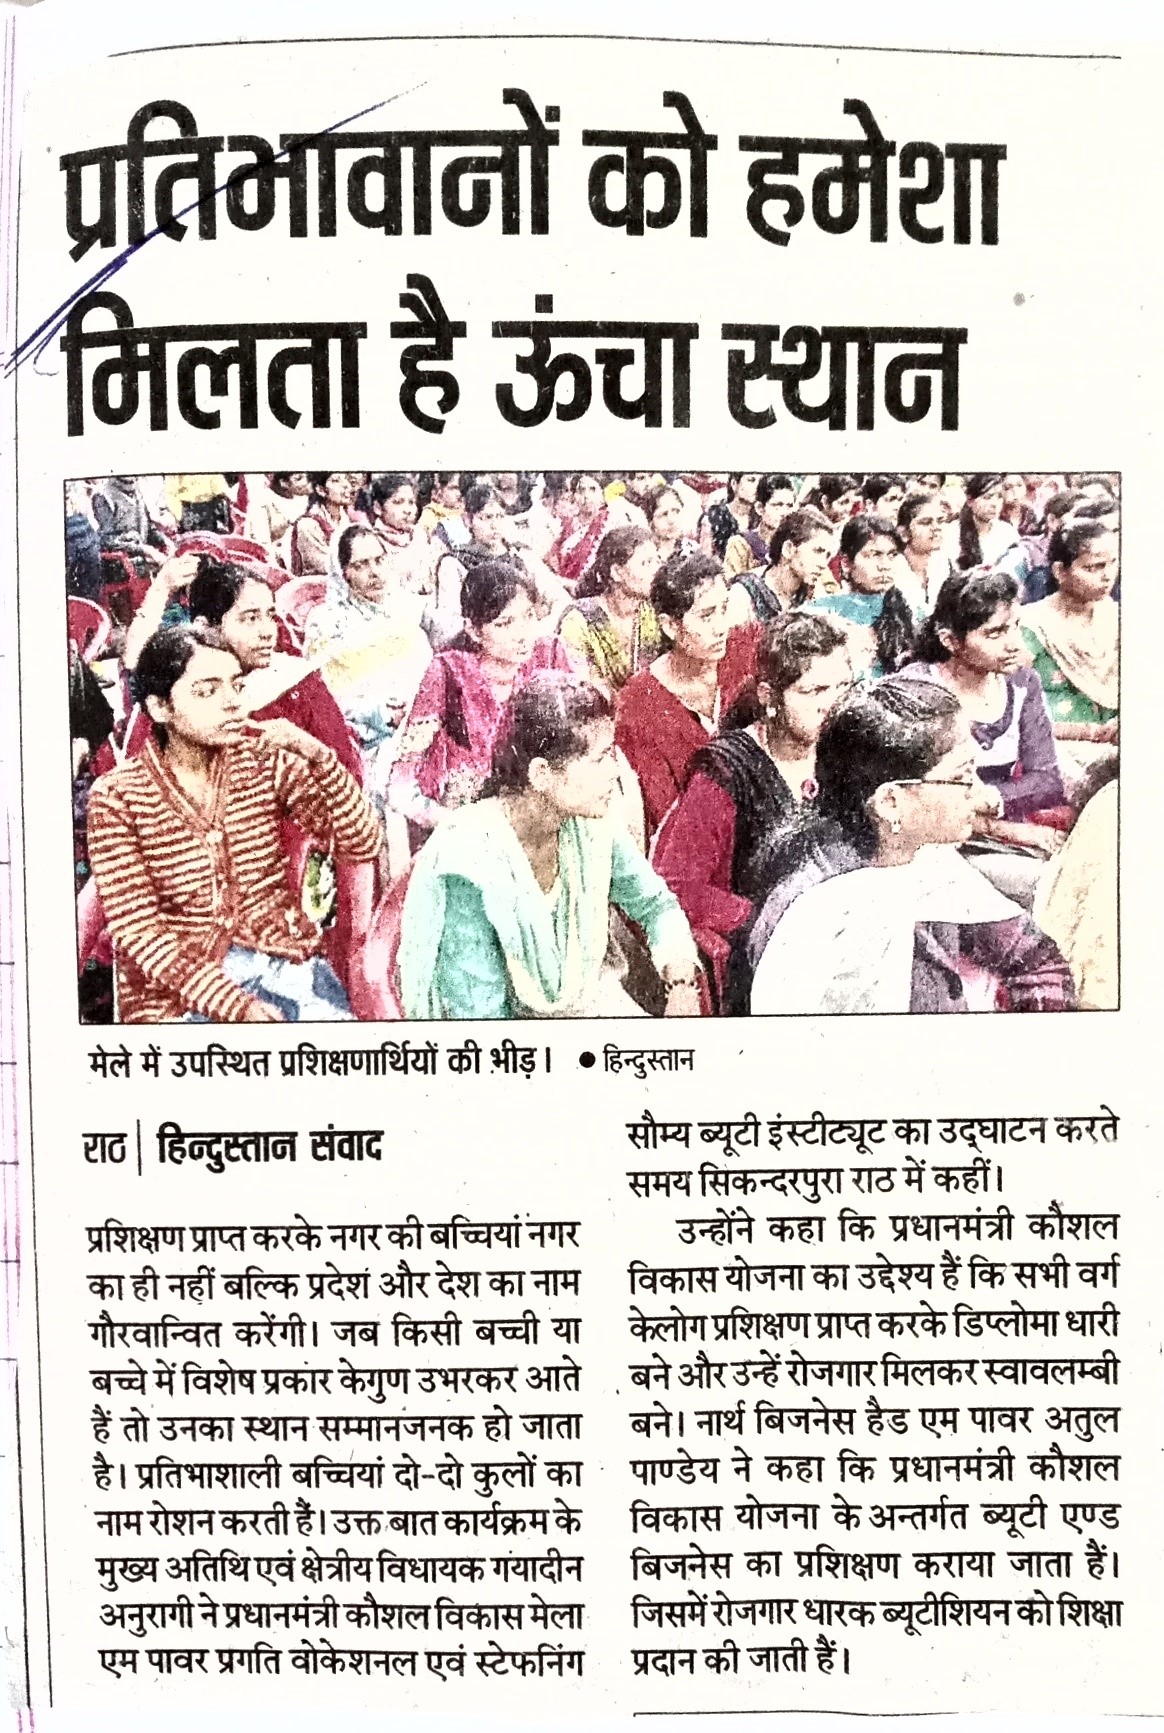 प्रतिभावानों को हमेशा
मिलता है ऊंचा स्थान
मेले में उपस्थित प्रशिक्षणार्थियों की भीड़। ● हिन्दुस्तान
राठ | हिन्दुस्तान संवाद
प्रशिक्षण प्राप्त करके नगर की बच्चियां नगर
का ही नहीं बल्कि प्रदेश और देश का नाम
गौरवान्वित करेंगी। जब किसी बच्ची या
बच्चे में विशेष प्रकार केगुण उभरकर आते
हैं तो उनका स्थान सम्मानजनक हो जाता
है। प्रतिभाशाली बच्चियां दो-दो कुलों का
नाम रोशन करती हैं। उक्त बात कार्यक्रम के
मुख्य अतिथि एवं क्षेत्रीय विधायक गयादीन
अनुरागी ने प्रधानमंत्री कौशल विकास मेला
एम पावर प्रगति वोकेशनल एवं स्टेफनिंग
सौम्य ब्यूटी इंस्टीट्यूट का उद्घाटन करते
समय सिकन्दरपुरा राठ में कहीं।
उन्होंने कहा कि प्रधानमंत्री कौशल
विकास योजना का उद्देश्य हैं कि सभी वर्ग
केलोग प्रशिक्षण प्राप्त करके डिप्लोमा धारी
बने और उन्हें रोजगार मिलकर स्वावलम्बी
बने। नार्थ बिजनेस हैड एम पावर अतुल
पाण्डेय ने कहा कि प्रधानमंत्री कौशल
विकास योजना के अन्तर्गत ब्यूटी एण्ड
बिजनेस का प्रशिक्षण कराया जाता हैं।
जिसमें रोजगार धारक ब्यूटीशियन को शिक्षा
प्रदान की जाती हैं।